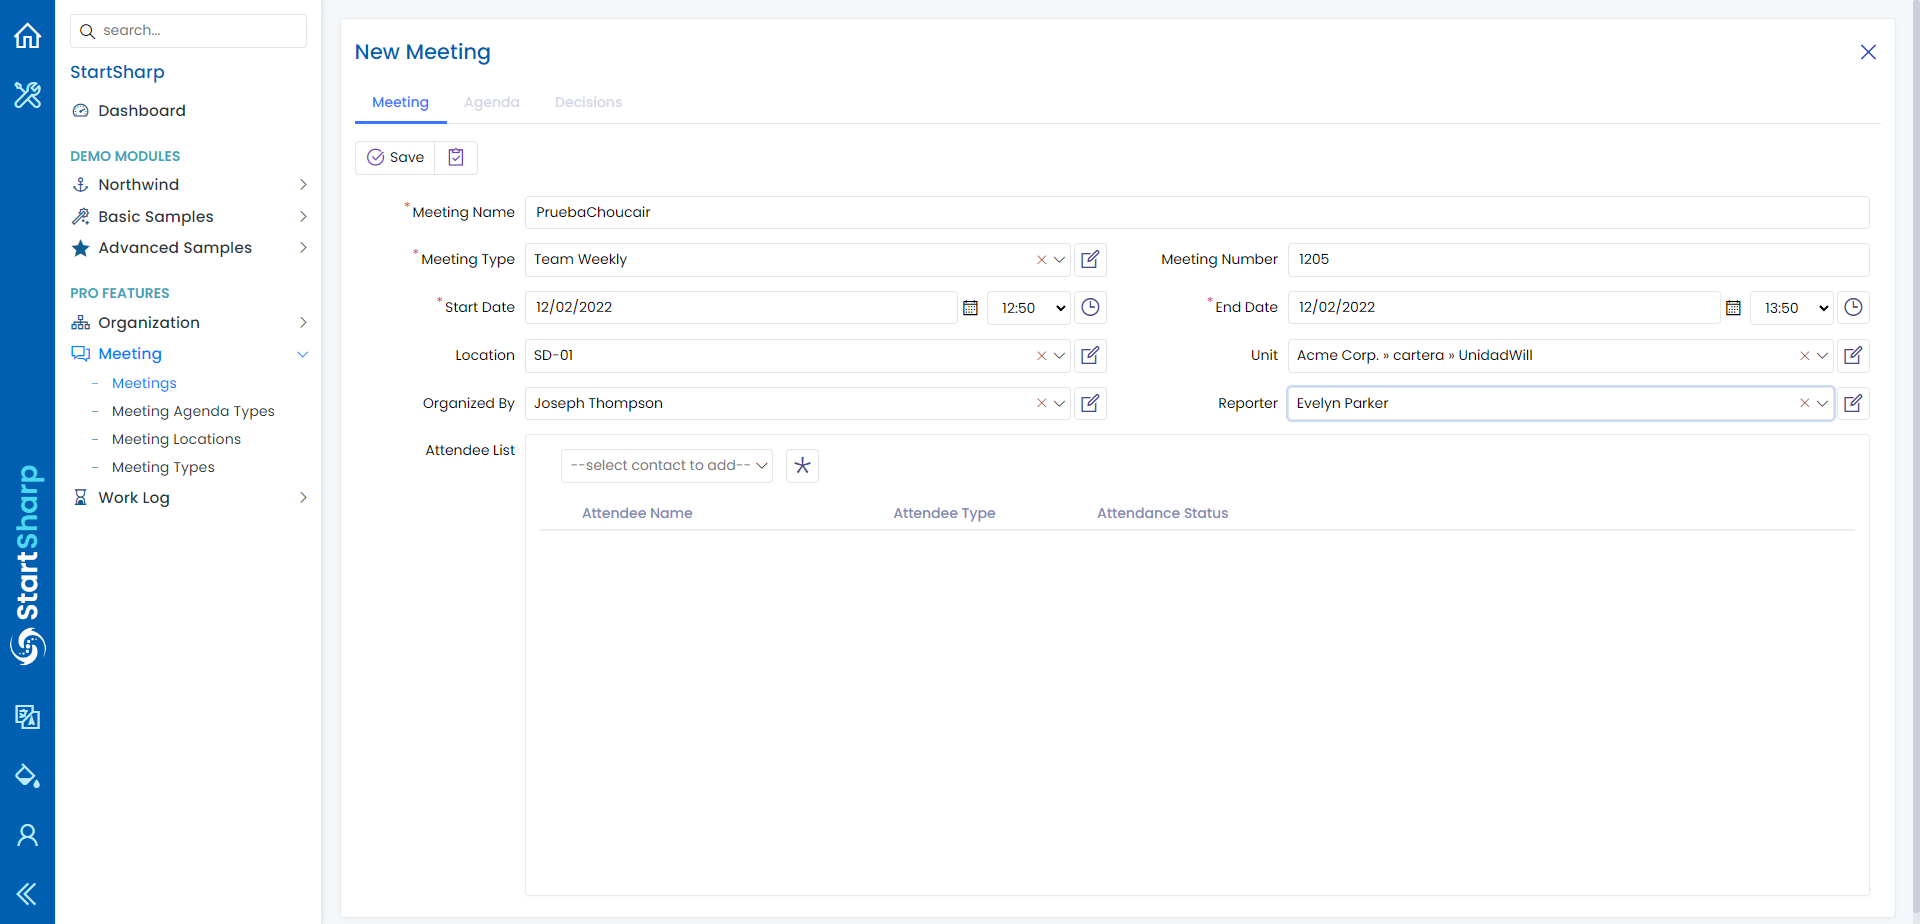 search...
StartSharp
Dashboard
DEMO MODULES
Northwind
Basic Samples
Advanced Samples
PRO FEATURES
Organization
Meeting
- Meetings
- Meeting Agenda Types
- Meeting Locations
- Meeting Types
Work Log
StartSharp
New Meeting
Meeting Agenda Decisions
Save
*Meeting Name PruebaChoucair
*Meeting Type Team Weekly Meeting Number 1205
*Start Date 12/02/2022 12:50 *End Date 12/02/2022 13:50
Location SD-01 Unit Acme Corp. » cartera » UnidadWill
Organized By Joseph Thompson Reporter Evelyn Parker
Attendee List
--select contact to add--
Attendee Name Attendee Type Attendance Status